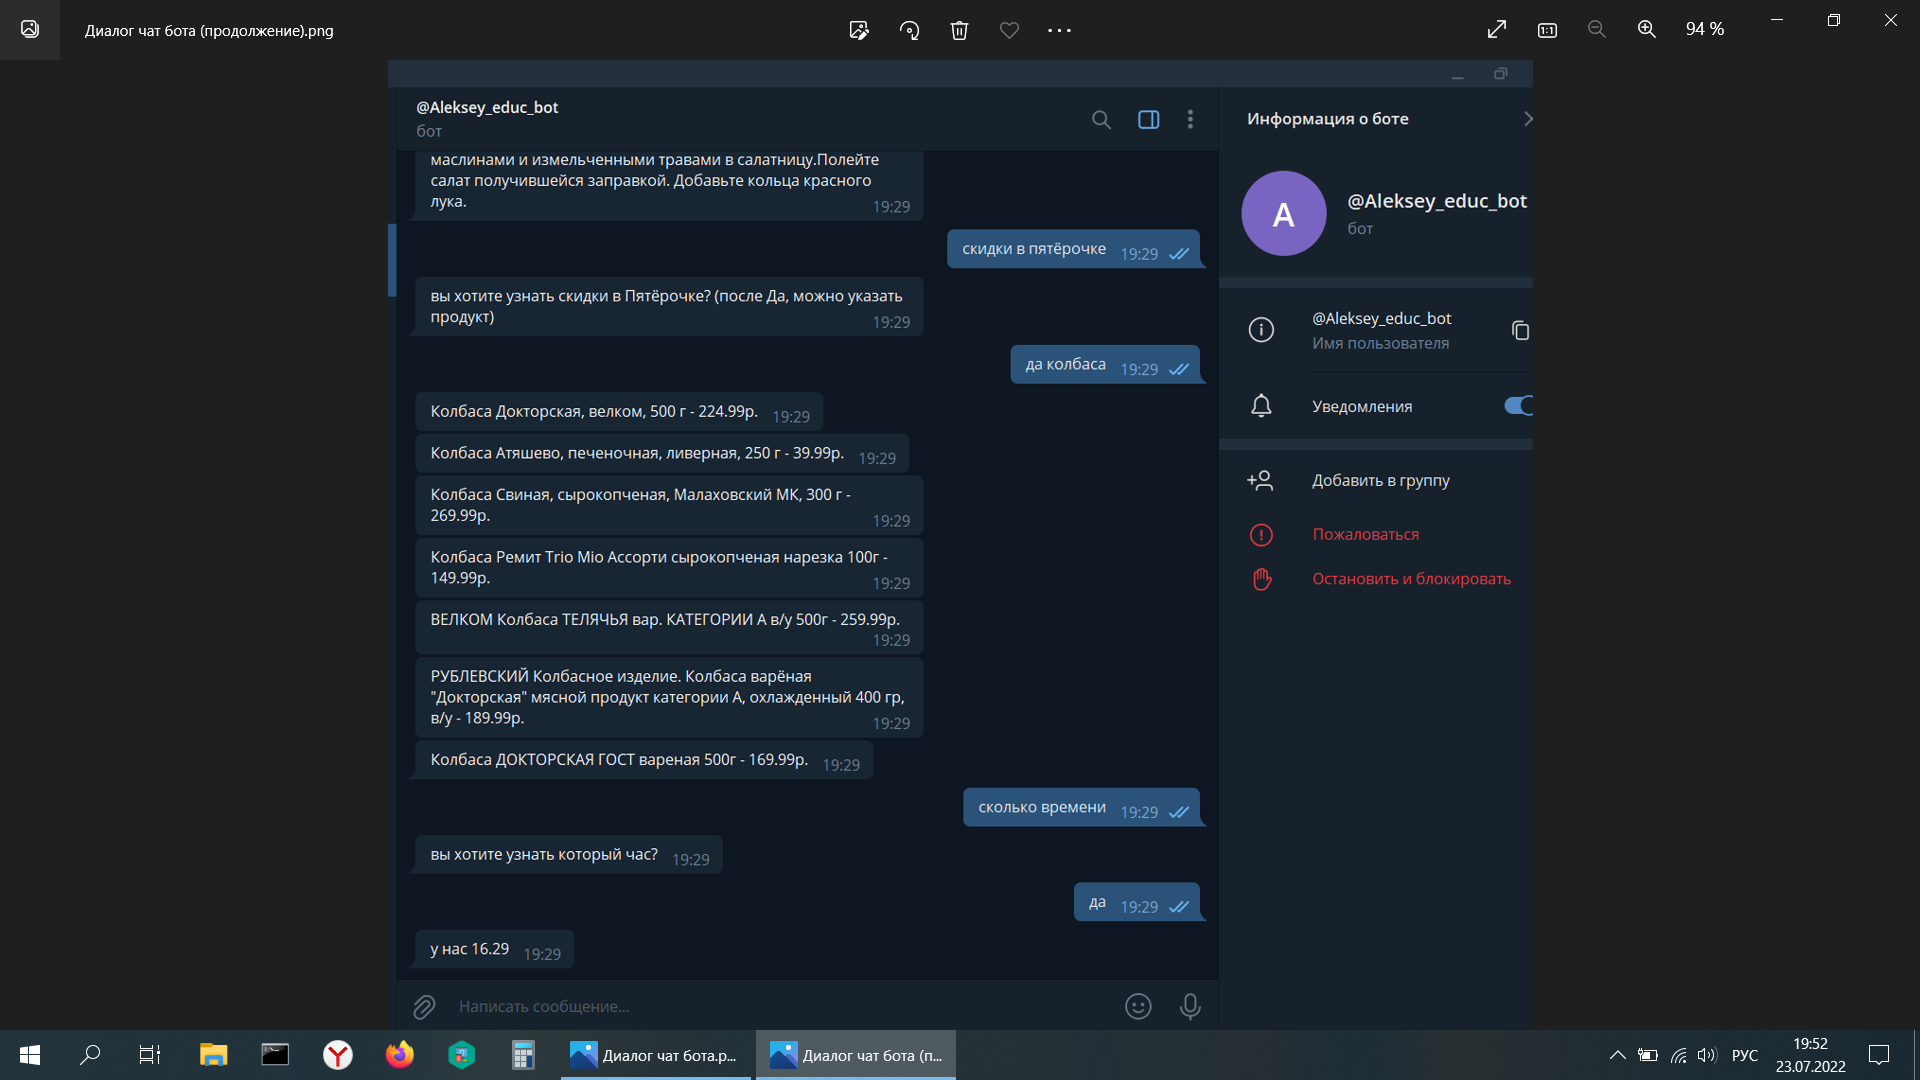 Диалог чат бота (продолжение).png
94 %
@Aleksey_educ_bot
бот
Информация о боте
маслинами и измельченными травами в салатницу.Полейте
салат получившейся заправкой. Добавьте кольца красного
лука.
19:29
A
@Aleksey_educ_bot
бот
скидки в пятёрочке 19:29
вы хотите узнать скидки в Пятёрочке? (после Да, можно указать
продукт)
19:29
@Aleksey_educ_bot
Имя пользователя
да колбаса 19:29
Уведомления
Колбаса Докторская, велком, 500 г - 224.99р. 19:29
Колбаса Атяшево, печеночная, ливерная, 250 г - 39.99р. 19:29
Добавить в группу
Колбаса Свиная, сырокопченая, Малаховский МК, 300 г -
269.99р.
19:29
Пожаловаться
Колбаса Ремит Trio Mio Ассорти сырокопченая нарезка 100г -
149.99р.
19:29
Остановить и блокировать
ВЕЛКОМ Колбаса ТЕЛЯЧЬЯ вар. КАТЕГОРИИ А в/у 500г - 259.99р.
19:29
РУБЛЕВСКИЙ Колбасное изделие. Колбаса варёная
"Докторская" мясной продукт категории А, охлажденный 400 гр,
в/у - 189.99р.
19:29
Колбаса ДОКТОРСКАЯ ГОСТ вареная 500г - 169.99р. 19:29
сколько времени 19:29
вы хотите узнать который час? 19:29
да 19:29
у нас 16.29 19:29
Написать сообщение...
Диалог чат бота.p...
Диалог чат бота (п...
РУС
19:52
23.07.2022